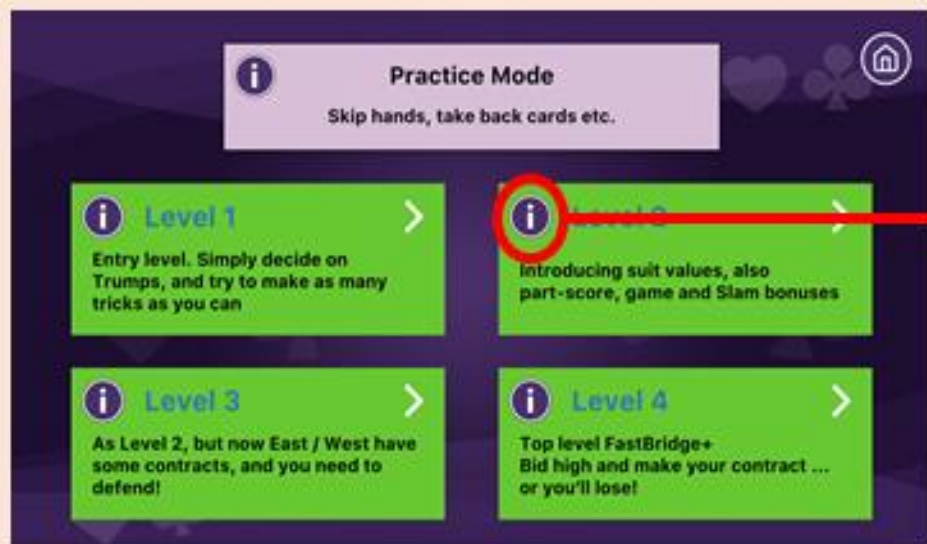 Practice Mode
Skip hands, take back cards etc.
Level 1
Entry level. Simply decide on
Trumps, and try to make as many
tricks as you can
Level 2
Introducing suit values, also
part-score, game and Slam bonuses
Level 3
As Level 2, but now East / West have
some contracts, and you need to
defend!
Level 4
Top level FastBridge+
Bid high and make your contract ...
or you'll lose!